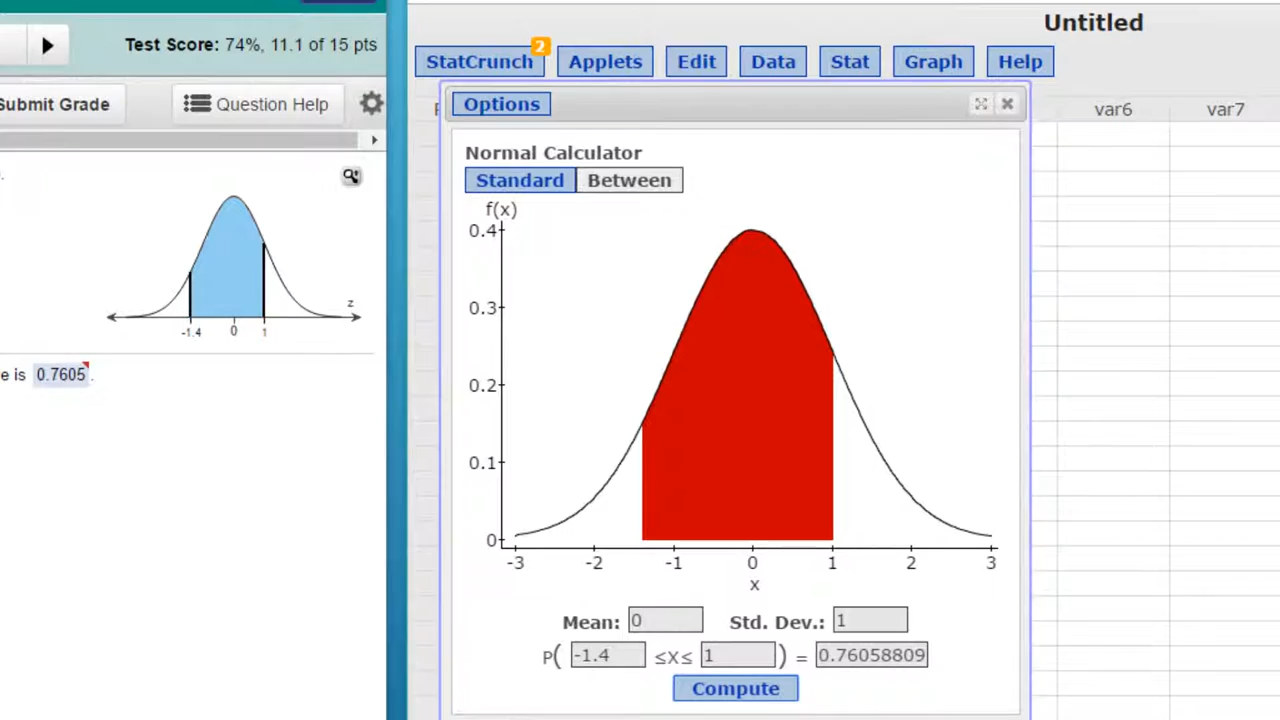 Test Score: 74%, 11.1 of 15 pts
Submit Grade
Question Help
z
-1.4 0 1
e is 0.7605.
Untitled
StatCrunch 2 Applets Edit Data Stat Graph Help
Options
var6 var7
Normal Calculator
Standard Between
f(x)
0.4
0.3
0.2
0.1
0
-3 -2 -1 0 1 2 3
x
Mean: 0 Std. Dev.: 1
P( -1.4 ≤X≤ 1 ) = 0.76058809
Compute